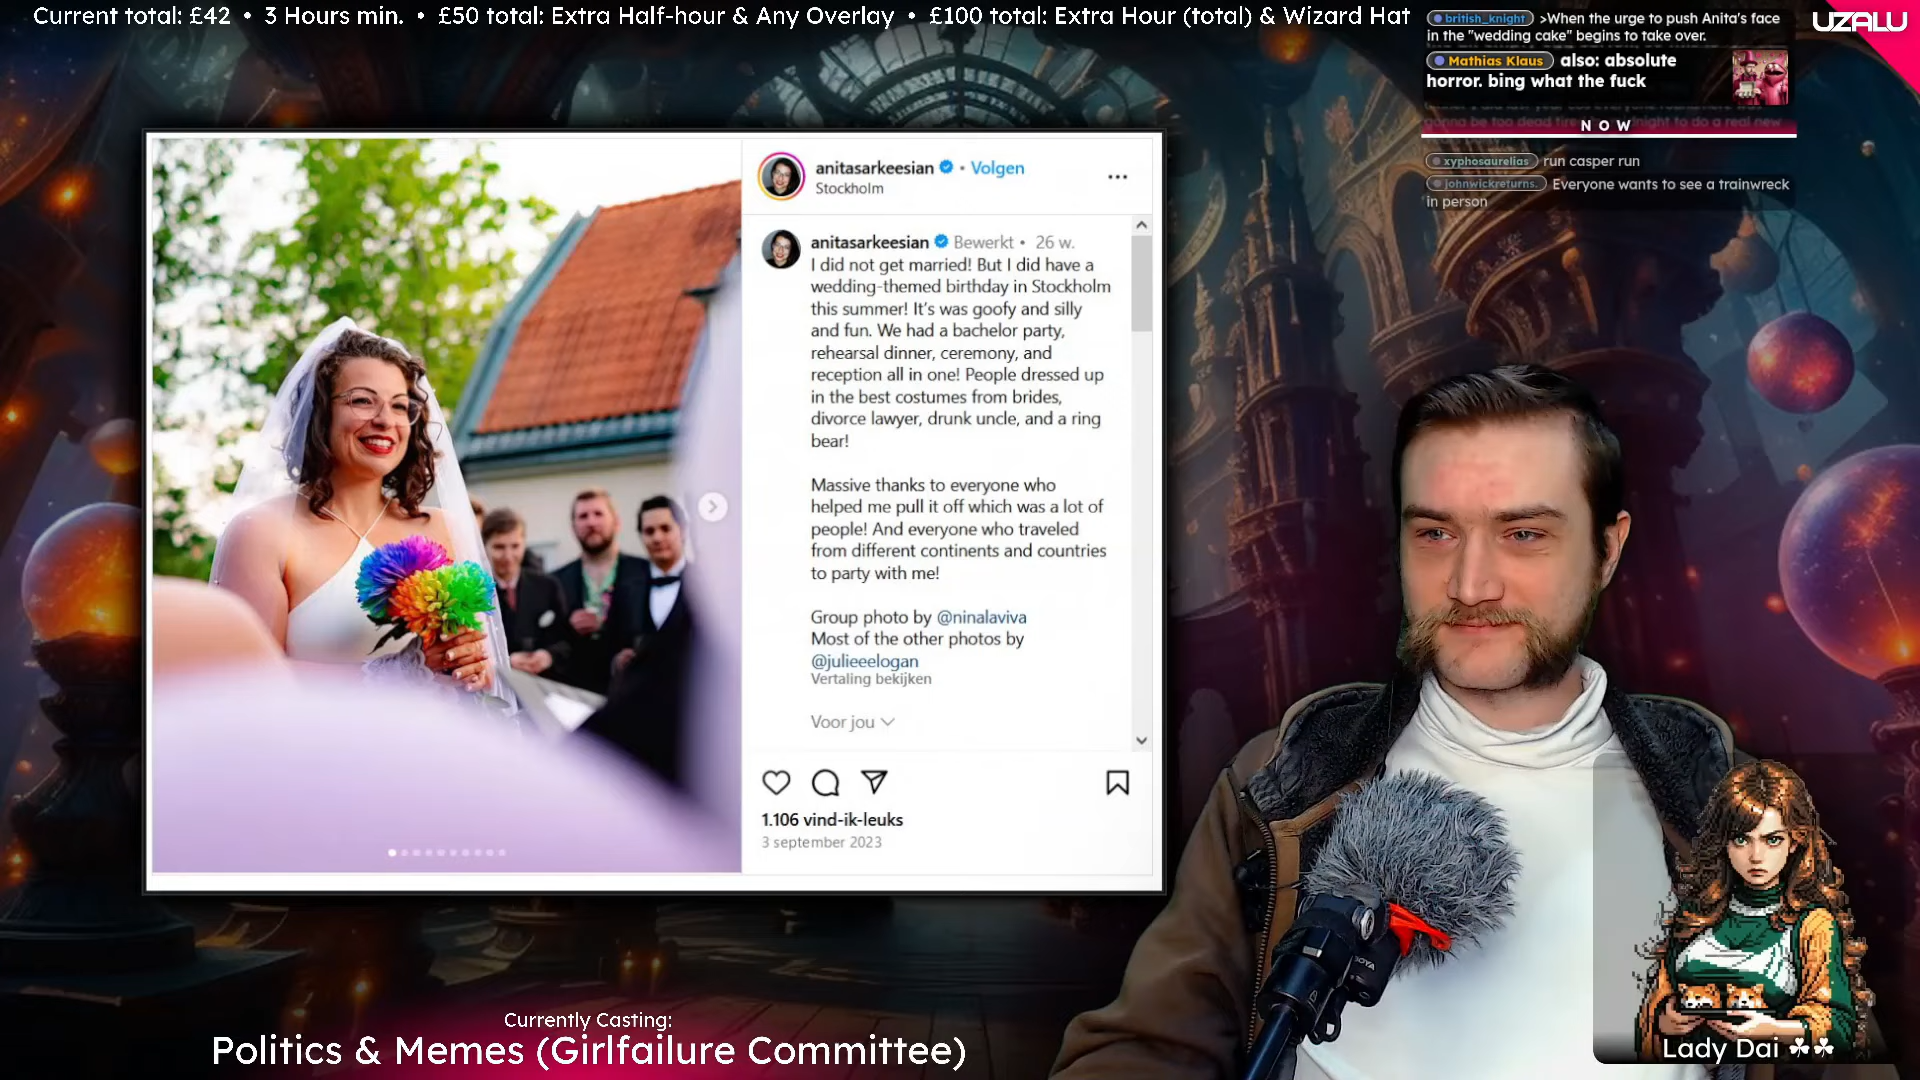 Current total: £42 • 3 Hours min. • £50 total: Extra Half-hour & Any Overlay • £100 total: Extra Hour (total) & Wizard Hat
british_knight >When the urge to push Anita's face
in the "wedding cake" begins to take over.
Mathias Klaus also: absolute
horror. bing what the fuck
NOW
xyphosaurelias run casper run
johnwickreturns. Everyone wants to see a trainwreck
in person
UZALU
anitasarkeesian • Volgen
Stockholm
anitasarkeesian Bewerkt • 26 w.
I did not get married! But I did have a
wedding-themed birthday in Stockholm
this summer! It's was goofy and silly
and fun. We had a bachelor party,
rehearsal dinner, ceremony, and
reception all in one! People dressed up
in the best costumes from brides,
divorce lawyer, drunk uncle, and a ring
bear!
Massive thanks to everyone who
helped me pull it off which was a lot of
people! And everyone who traveled
from different continents and countries
to party with me!
Group photo by @ninalaviva
Most of the other photos by
@julieeelogan
Vertaling bekijken
Voor jou
1.106 vind-ik-leuks
3 september 2023
BOYA
Currently Casting:
Politics & Memes (Girlfailure Committee)
Lady Dai ☘☘